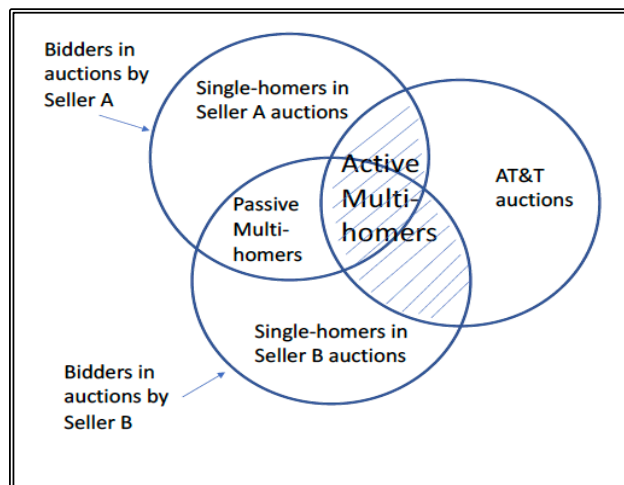 Bidders in
auctions by
Seller A
Single-homers in
Seller A auctions
Active
Multi-
homers
AT&T
auctions
Passive
Multi-
homers
Single-homers in
Seller B auctions
Bidders in
auctions by
Seller B